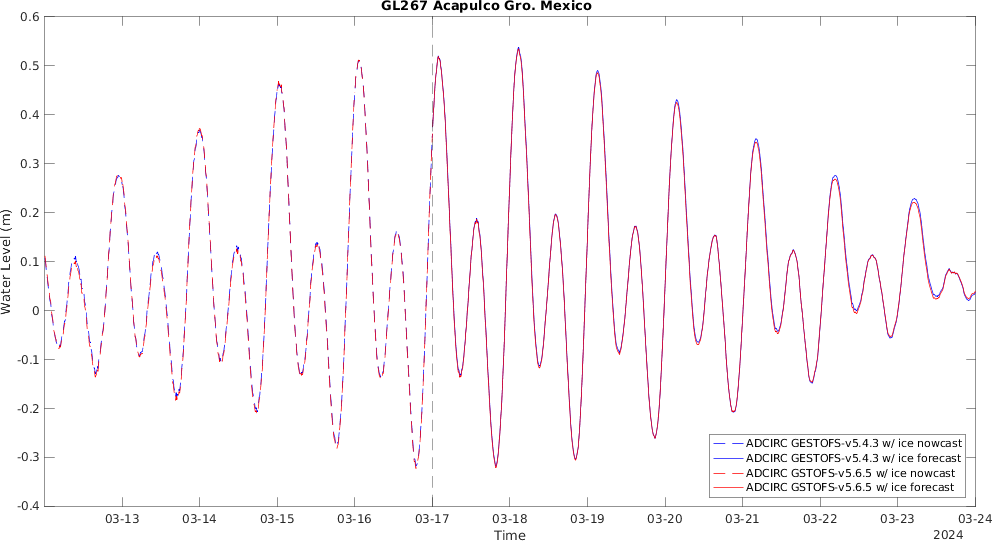 GL267 Acapulco Gro. Mexico
0.6
0.5
0.4
0.3
0.2
0.1
0
-0.1
-0.2
-0.3
-0.4
Water Level (m)
ADCIRC GESTOFS-v5.4.3 w/ ice nowcast
ADCIRC GESTOFS-v5.4.3 w/ ice forecast
ADCIRC GSTOFS-v5.6.5 w/ ice nowcast
ADCIRC GSTOFS-v5.6.5 w/ ice forecast
03-13 03-14 03-15 03-16 03-17 03-18 03-19 03-20 03-21 03-22 03-23 03-24
Time
2024